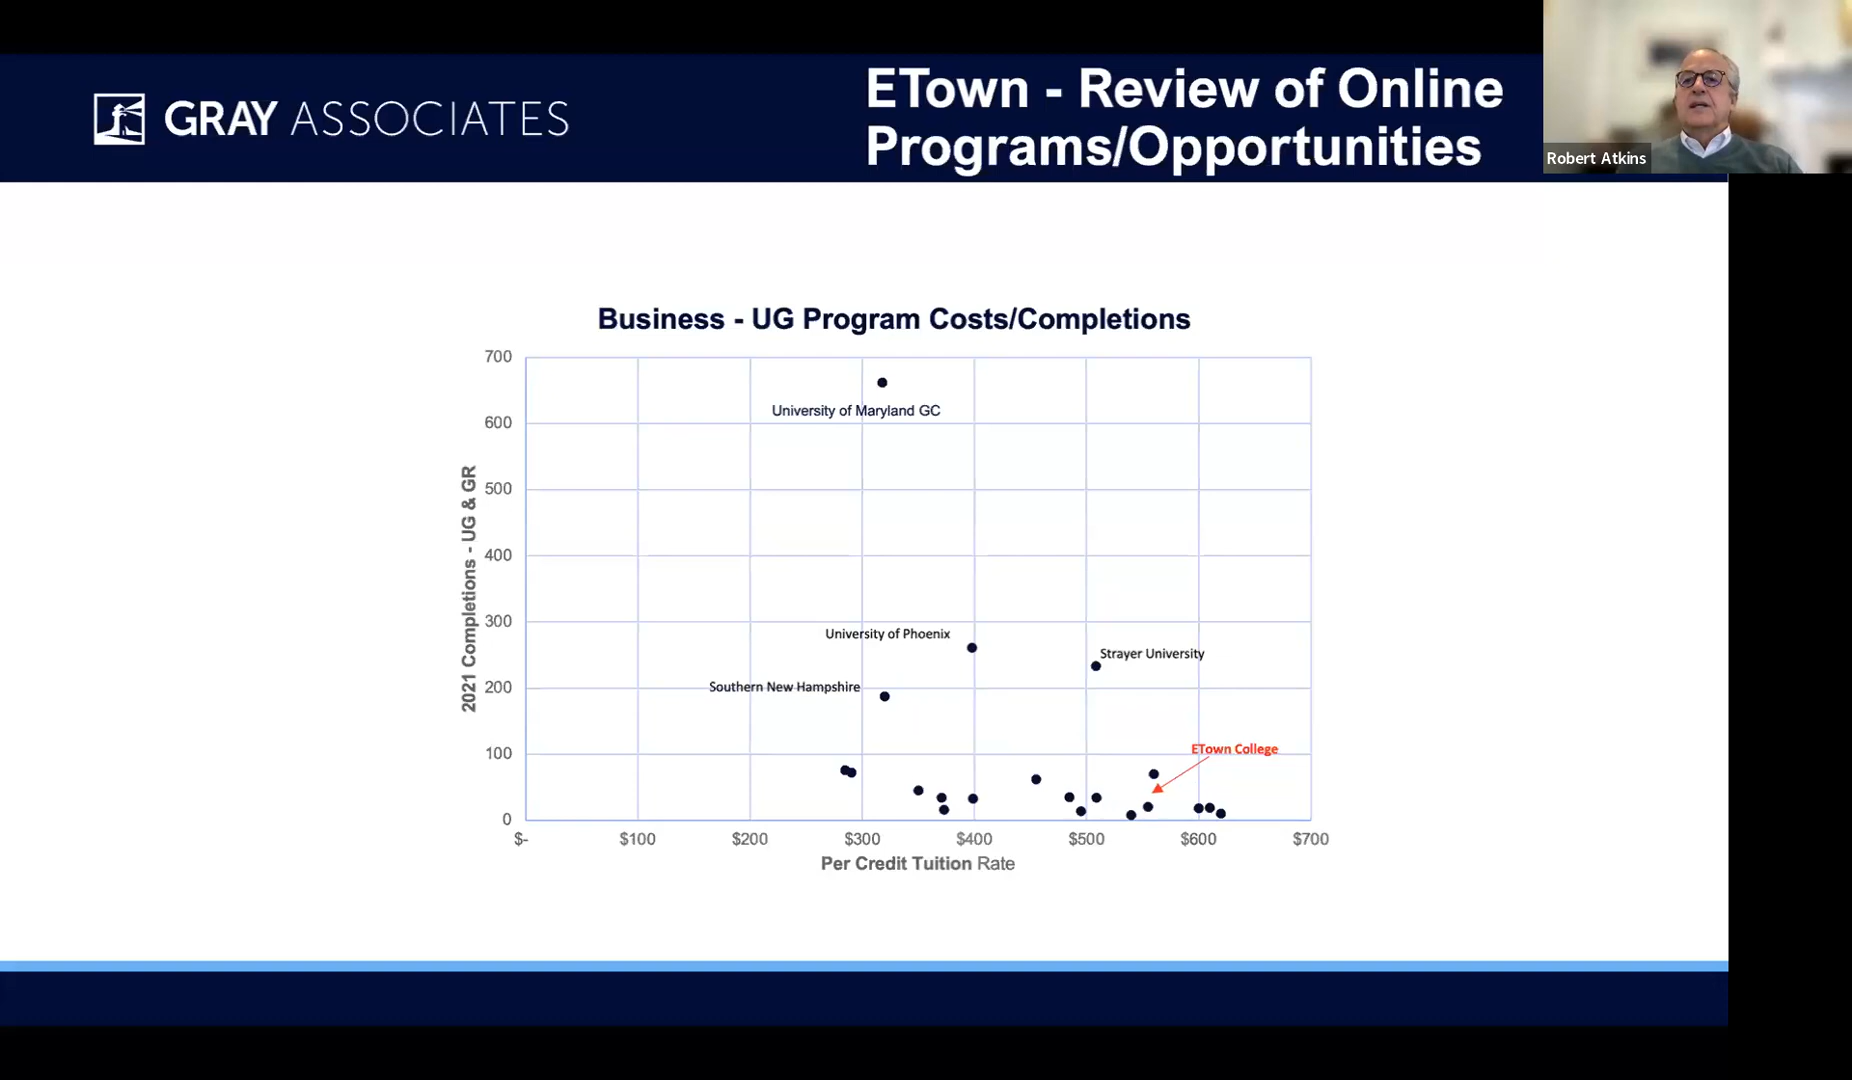 GRAY ASSOCIATES
ETown - Review of Online
Programs/Opportunities
Robert Atkins
Business - UG Program Costs/Completions
2021 Completions - UG & GR
700
600
500
400
300
200
100
0
University of Maryland GC
University of Phoenix
Strayer University
Southern New Hampshire
ETown College
$-
$100
$200
$300
$400
$500
$600
$700
Per Credit Tuition Rate